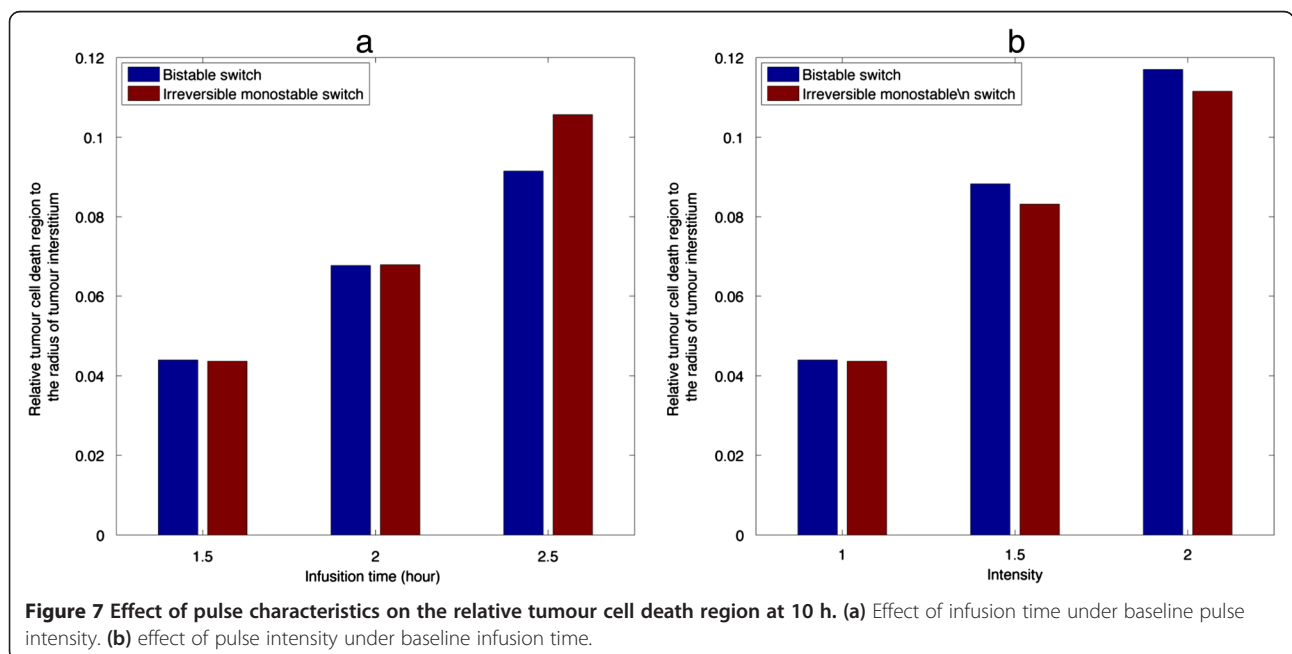 a
0.12
0.1
0.08
0.06
0.04
0.02
0
Relative tumour cell death region to
the radius of tumour interstitium
Bistable switch
Irreversible monostable switch
1.5
2
2.5
Infusition time (hour)
b
0.12
0.1
0.08
0.06
0.04
0.02
0
Relative tumour cell death region to
the radius of tumour interstitium
Bistable switch
Irreversible monostable\n switch
1
1.5
2
Intensity
Figure 7 Effect of pulse characteristics on the relative tumour cell death region at 10 h. (a) Effect of infusion time under baseline pulse
intensity. (b) effect of pulse intensity under baseline infusion time.